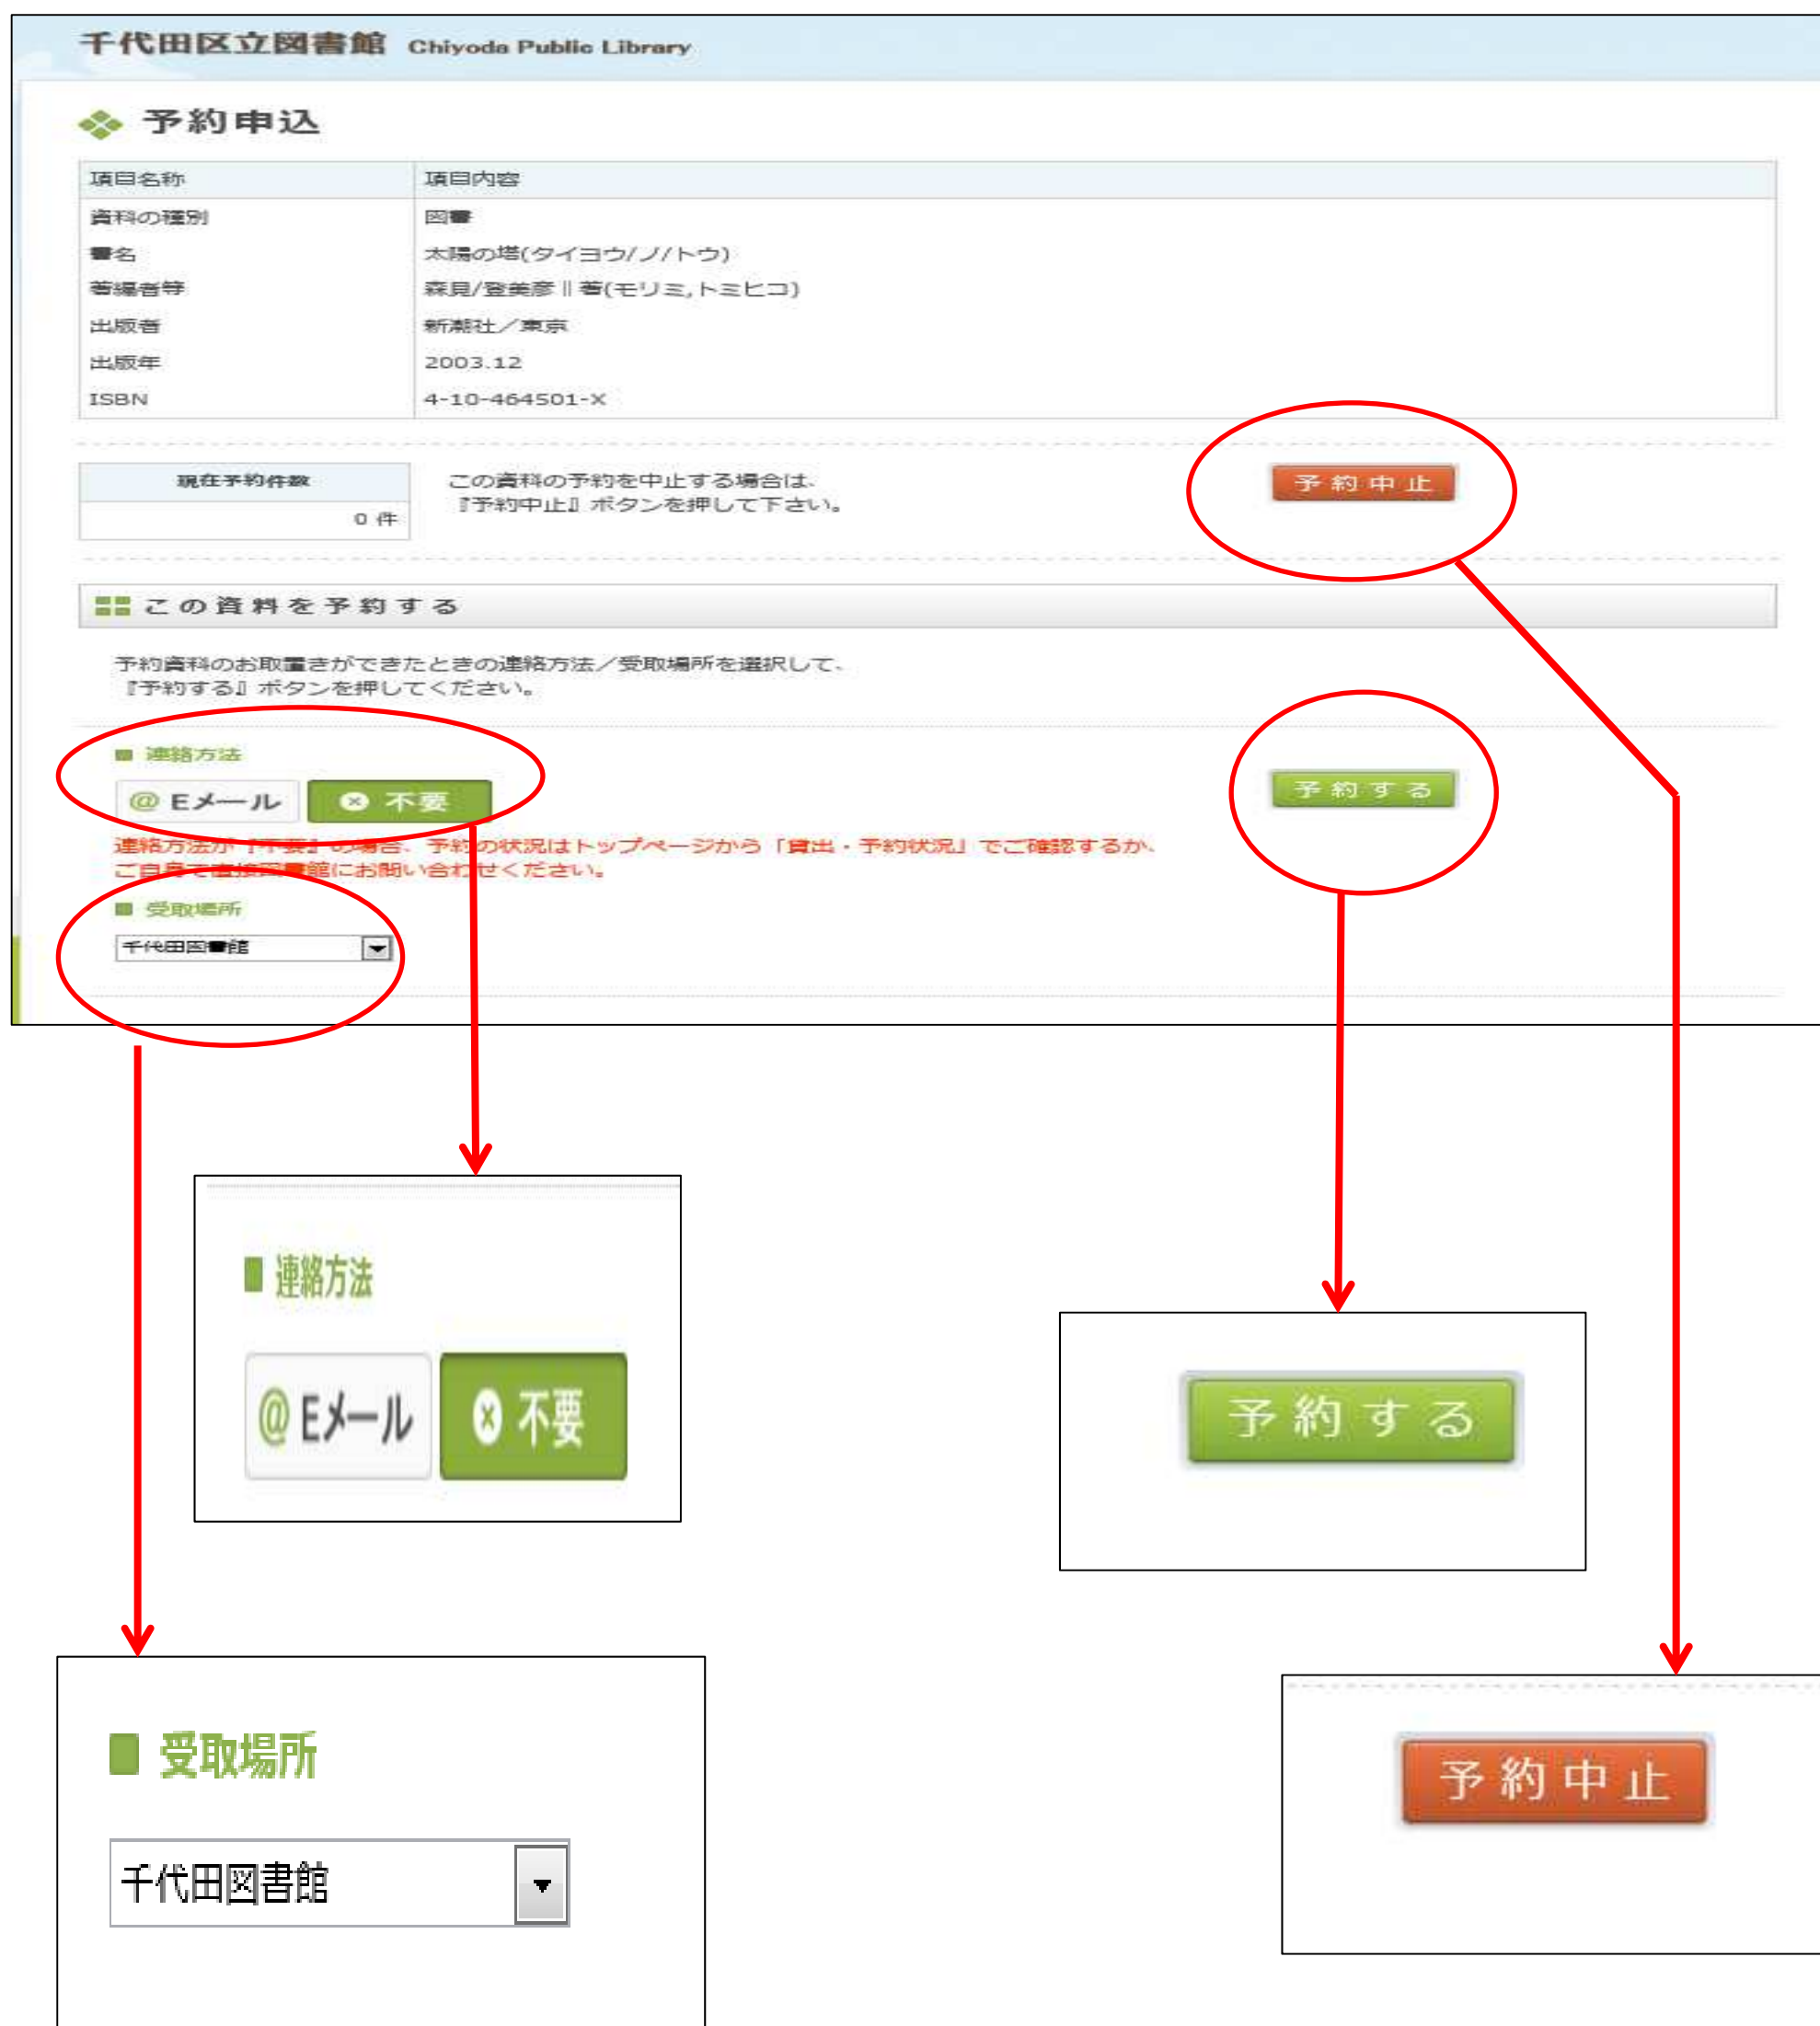 千代田区立図書館 Chiyoda Public Library
予約申込
項目名称 項目内容
資料の種別 図書
書名 太陽の塔(タイヨウ/ノ/トウ)
著編者等 森見/登美彦∥著(モリミ,トミヒコ)
出版者 新潮社／東京
出版年 2003.12
ISBN 4-10-464501-X
現在予約件数
0 件
この資料の予約を中止する場合は、
『予約中止』ボタンを押して下さい。
予約中止
この資料を予約する
予約資料のお取置きができたときの連絡方法／受取場所を選択して、
『予約する』ボタンを押してください。
■ 連絡方法
@ Eメール 不要
予約する
連絡方法が『不要』の場合、予約の状況はトップページから「貸出・予約状況」でご確認するか、
ご自身で直接図書館にお問い合わせください。
■ 受取場所
千代田図書館
■ 連絡方法
@ Eメール 不要
予約する
■ 受取場所
千代田図書館
予約中止